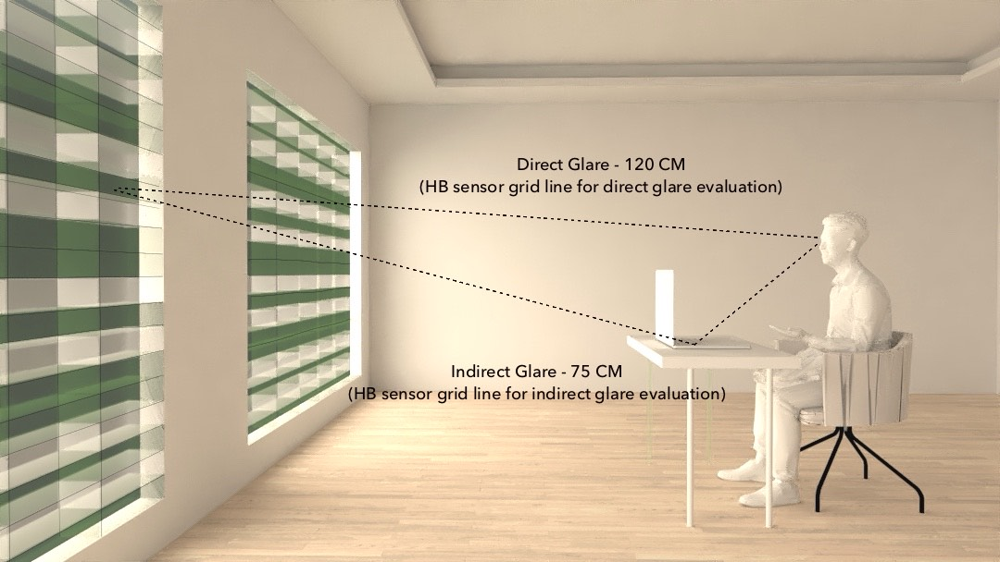 Direct Glare - 120 CM
(HB sensor grid line for direct glare evaluation)
Indirect Glare - 75 CM
(HB sensor grid line for indirect glare evaluation)